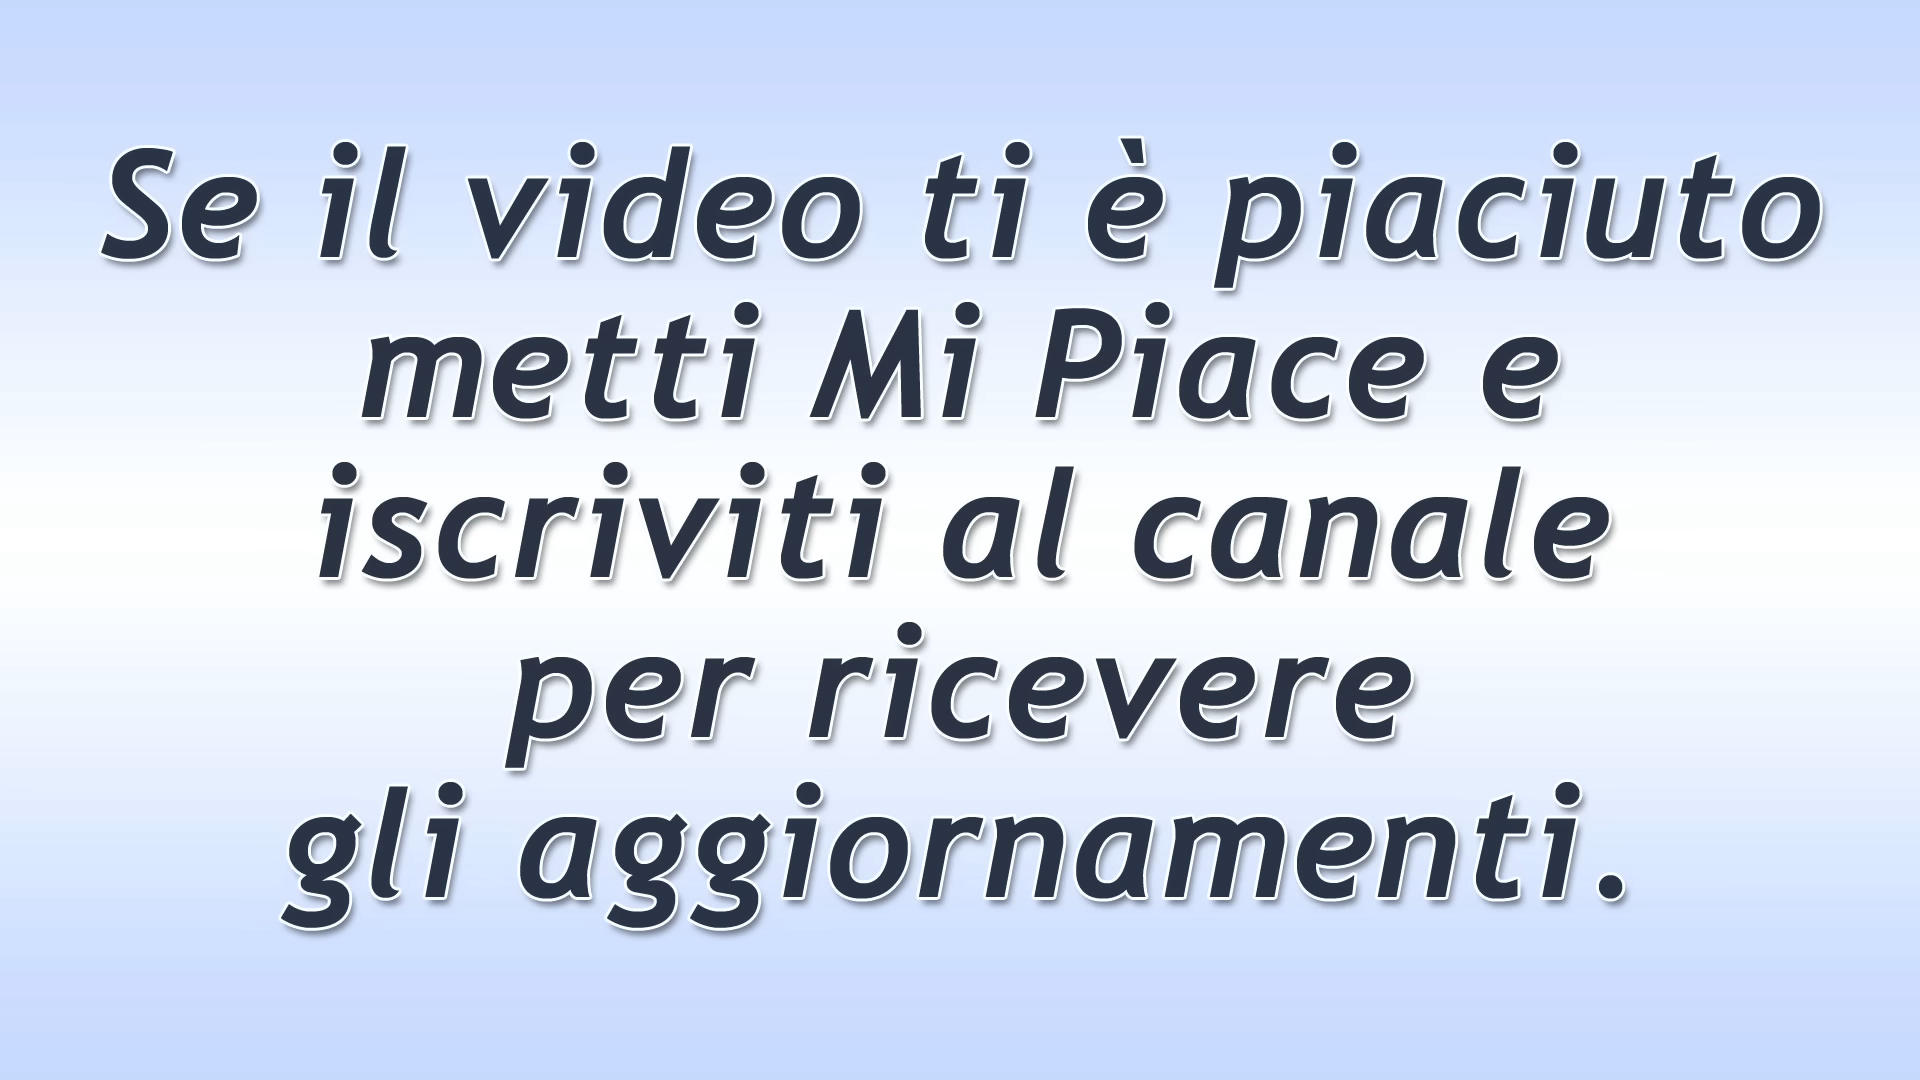 Se il video ti è piaciuto
metti Mi Piace e
iscriviti al canale
per ricevere
gli aggiornamenti.